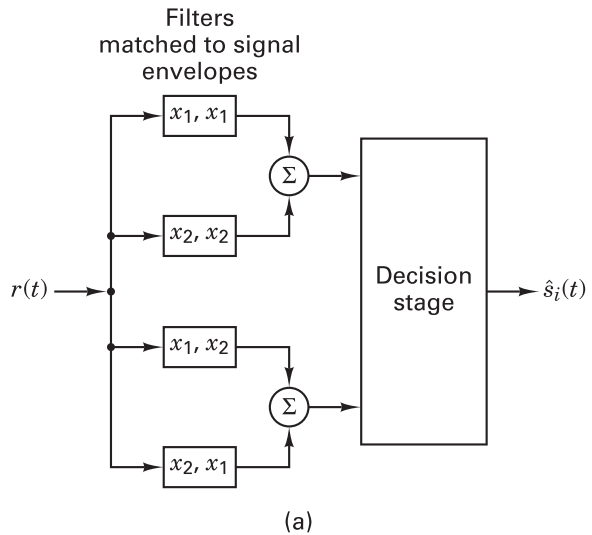 Filters
matched to signal
envelopes
x1, x1
Σ
x2, x2
r(t)
Decision
stage
ŝi(t)
x1, x2
Σ
x2, x1
(a)